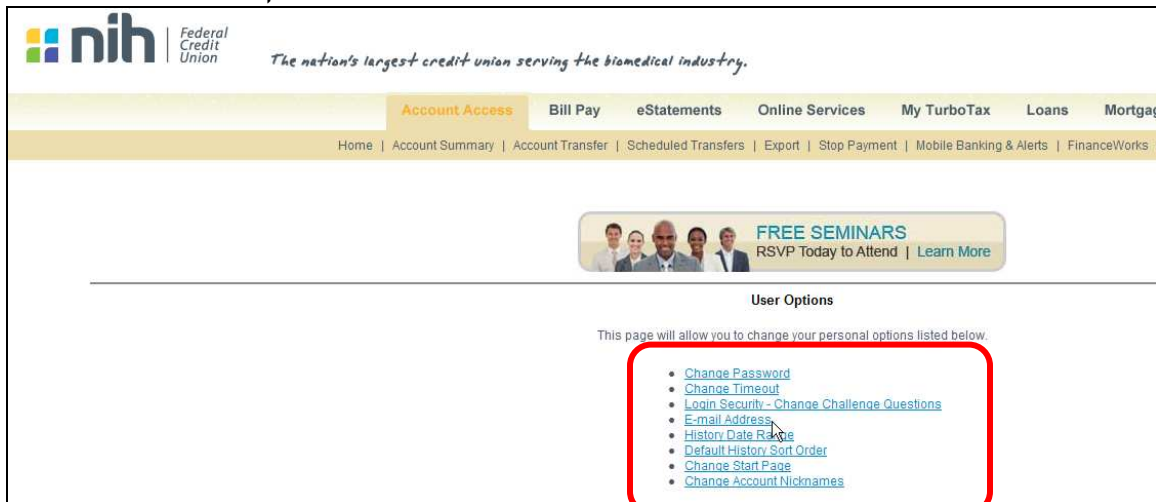 nih Federal Credit Union
The nation's largest credit union serving the biomedical industry.
Account Access Bill Pay eStatements Online Services My TurboTax Loans Mortgag
Home | Account Summary | Account Transfer | Scheduled Transfers | Export | Stop Payment | Mobile Banking & Alerts | FinanceWorks
FREE SEMINARS
RSVP Today to Attend | Learn More
User Options
This page will allow you to change your personal options listed below.
Change Password
Change Timeout
Login Security - Change Challenge Questions
E-mail Address
History Date Range
Default History Sort Order
Change Start Page
Change Account Nicknames